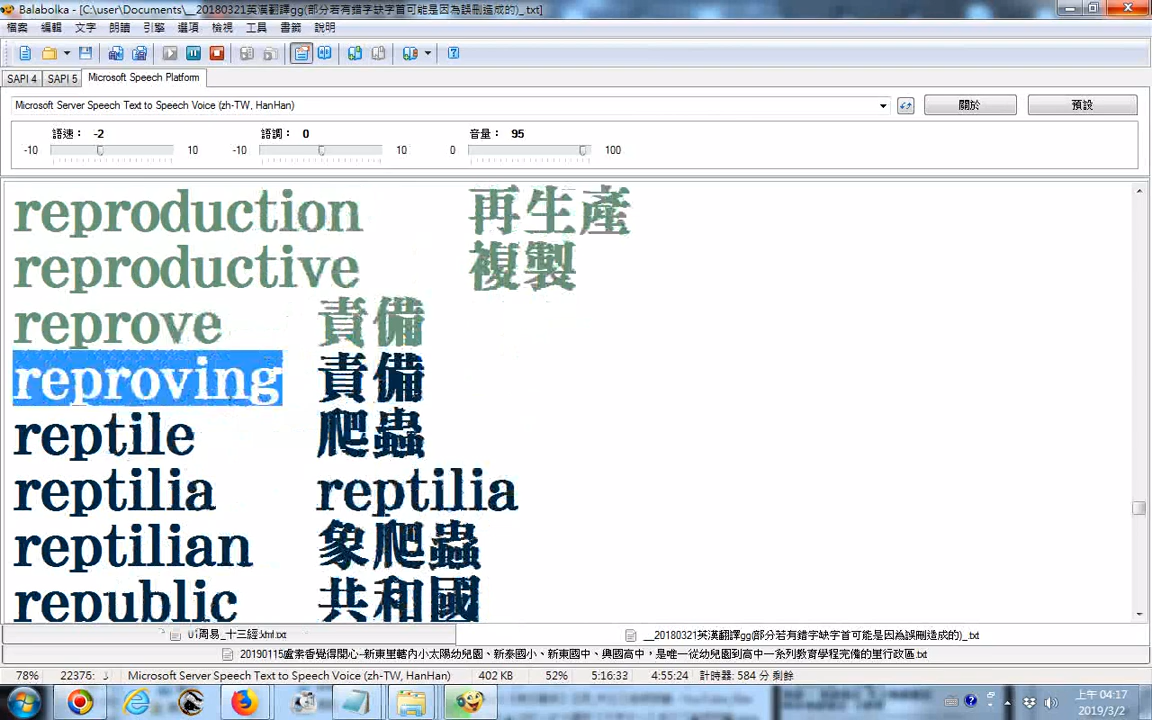 Balabolka - [C:\user\Documents\__20180321英漢翻譯gg(部分若有錯字缺字首可能是因為誤刪造成的)_.txt]
檔案 編輯 文字 朗讀 引擎 選項 檢視 工具 書籤 說明
SAPI 4 SAPI 5 Microsoft Speech Platform
Microsoft Server Speech Text to Speech Voice (zh-TW, HanHan) 關於 預設
語速： -2 語調： 0 音量： 95
-10 10 -10 10 0 100
reproduction 再生產
reproductive 複製
reprove 責備
reproving 責備
reptile 爬蟲
reptilia reptilia
reptilian 象爬蟲
republic 共和國
01周易_十三經.html.txt __20180321英漢翻譯gg(部分若有錯字缺字首可能是因為誤刪造成的)_.txt
20190115盧素香覺得開心-新東里轄內小太陽幼兒園、新泰國小、新東國中、興國高中，是唯一從幼兒園到高中一系列教育學程完備的里行政區.txt
78% 22375: Microsoft Server Speech Text to Speech Voice (zh-TW, HanHan) 402 KB 52% 5:16:33 4:55:24 計時器: 584 分 剩餘
上午 04:17
2019/3/2